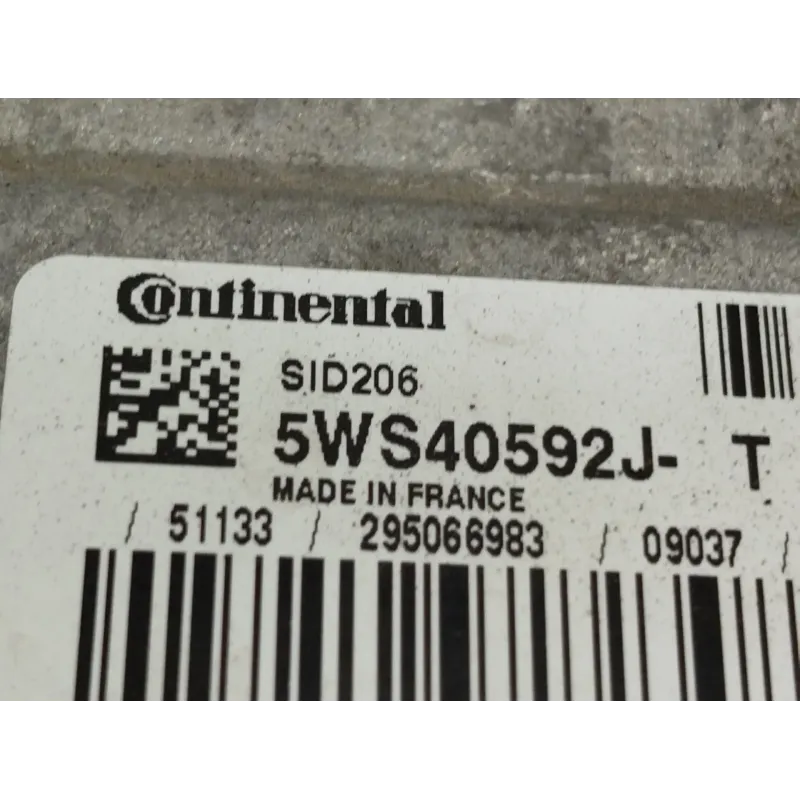 Continental
SID206
5WS40592J- T
MADE IN FRANCE
/ 51133 / 295066983 / 09037 /